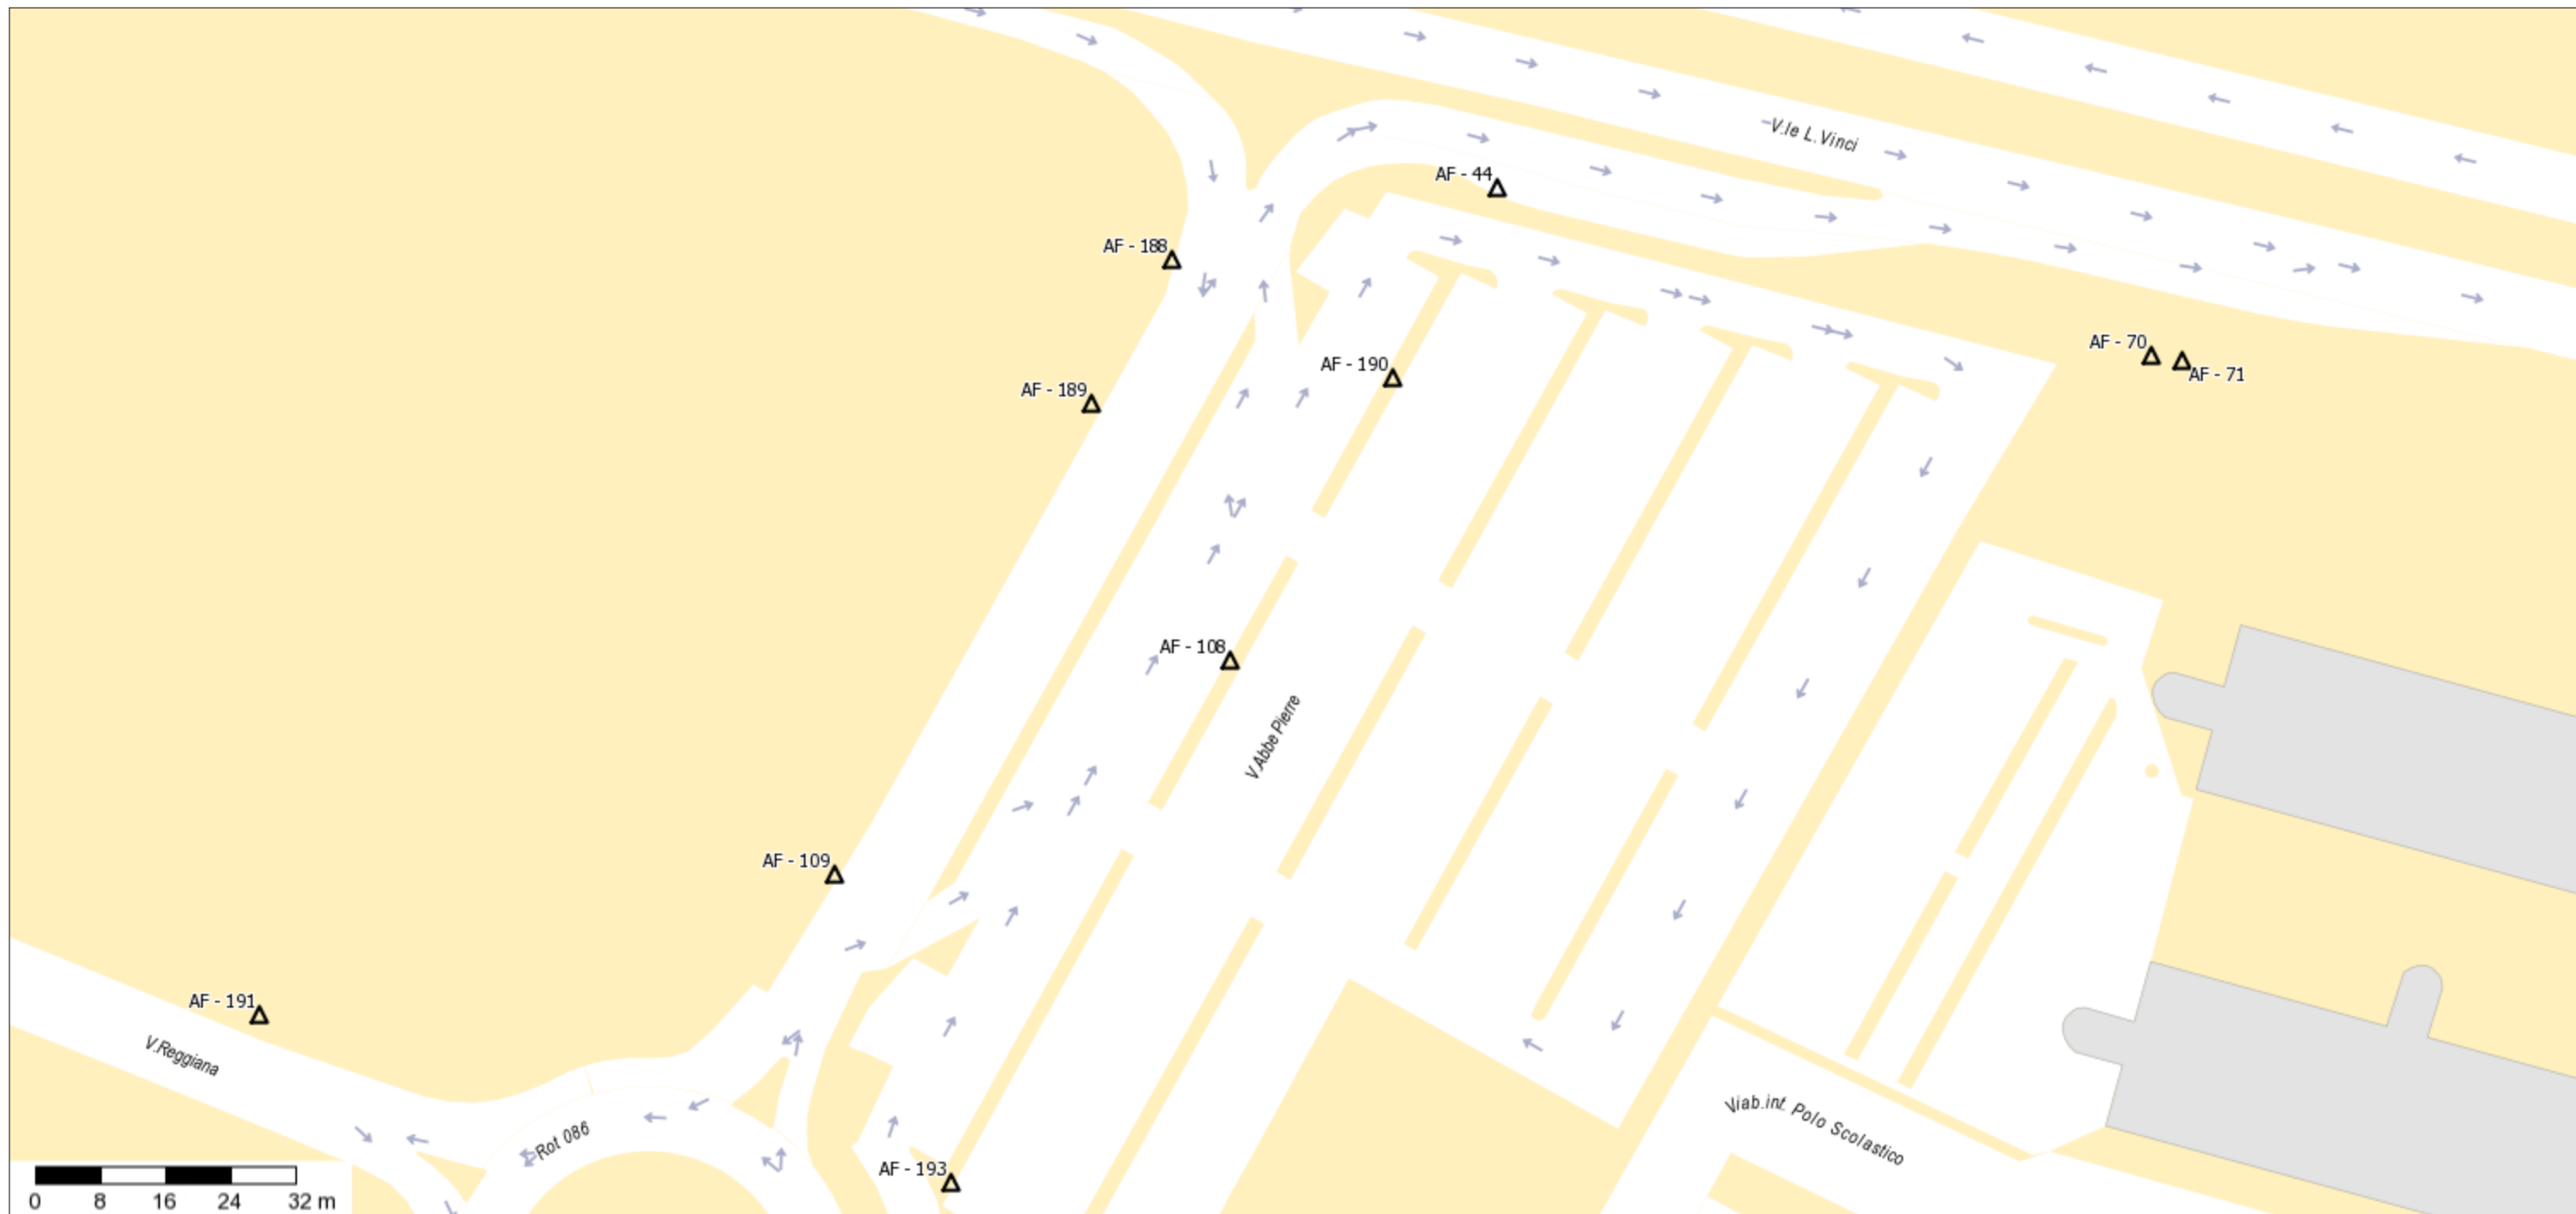 V.le L.Vinci
AF - 44
AF - 188
AF - 70
AF - 71
AF - 190
AF - 189
AF - 108
V.Abbe Pierre
AF - 109
AF - 191
V.Reggiana
Rot 086
Viab.int. Polo Scolastico
AF - 193
0 8 16 24 32 m